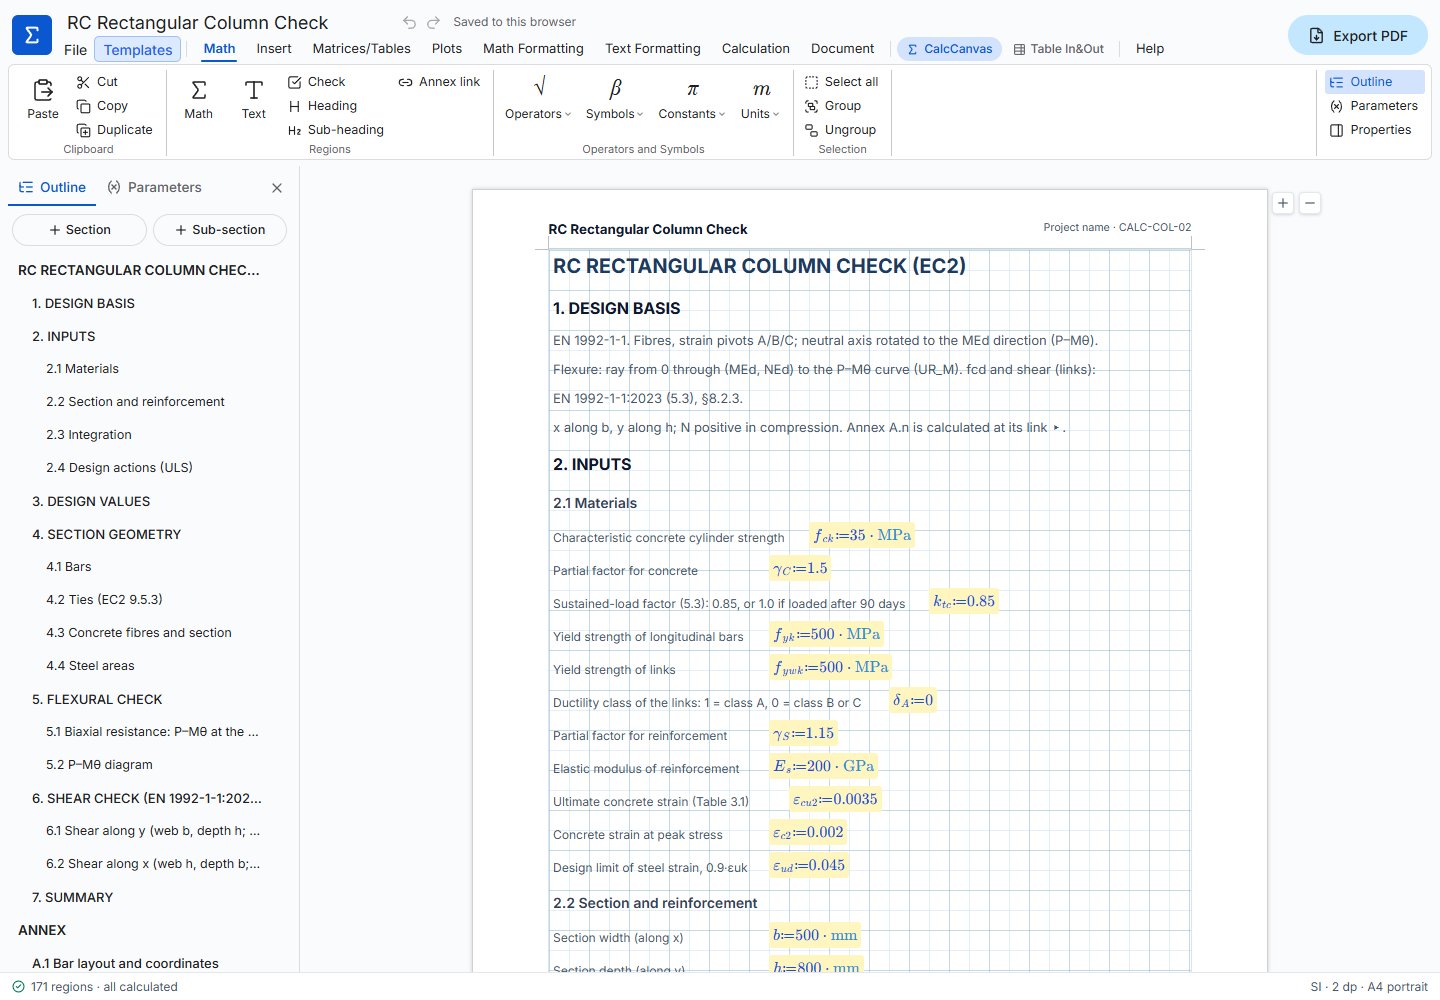 RC Rectangular Column Check
Saved to this browser
File Templates Math Insert Matrices/Tables Plots Math Formatting Text Formatting Calculation Document Σ CalcCanvas Table In&Out Help
Export PDF
Paste
Cut
Copy
Duplicate
Clipboard
Σ Math
Text
Check
Heading
H2 Sub-heading
Annex link
Regions
√ Operators
β Symbols
π Constants
m Units
Operators and Symbols
Select all
Group
Ungroup
Selection
Outline
(x) Parameters
Properties
Outline (x) Parameters
+ Section + Sub-section
RC RECTANGULAR COLUMN CHEC...
1. DESIGN BASIS
2. INPUTS
2.1 Materials
2.2 Section and reinforcement
2.3 Integration
2.4 Design actions (ULS)
3. DESIGN VALUES
4. SECTION GEOMETRY
4.1 Bars
4.2 Ties (EC2 9.5.3)
4.3 Concrete fibres and section
4.4 Steel areas
5. FLEXURAL CHECK
5.1 Biaxial resistance: P–Mθ at the ...
5.2 P–Mθ diagram
6. SHEAR CHECK (EN 1992-1-1:202...
6.1 Shear along y (web b, depth h; ...
6.2 Shear along x (web h, depth b;...
7. SUMMARY
ANNEX
A.1 Bar layout and coordinates
RC Rectangular Column Check Project name · CALC-COL-02
RC RECTANGULAR COLUMN CHECK (EC2)
1. DESIGN BASIS
EN 1992-1-1. Fibres, strain pivots A/B/C; neutral axis rotated to the MEd direction (P–Mθ).
Flexure: ray from 0 through (MEd, NEd) to the P–Mθ curve (UR_M). fcd and shear (links):
EN 1992-1-1:2023 (5.3), §8.2.3.
x along b, y along h; N positive in compression. Annex A.n is calculated at its link ‣ .
2. INPUTS
2.1 Materials
Characteristic concrete cylinder strength f_ck:=35 · MPa
Partial factor for concrete γ_C:=1.5
Sustained-load factor (5.3): 0.85, or 1.0 if loaded after 90 days k_tc:=0.85
Yield strength of longitudinal bars f_yk:=500 · MPa
Yield strength of links f_ywk:=500 · MPa
Ductility class of the links: 1 = class A, 0 = class B or C δ_A:=0
Partial factor for reinforcement γ_S:=1.15
Elastic modulus of reinforcement E_s:=200 · GPa
Ultimate concrete strain (Table 3.1) ε_cu2:=0.0035
Concrete strain at peak stress ε_c2:=0.002
Design limit of steel strain, 0.9·εuk ε_ud:=0.045
2.2 Section and reinforcement
Section width (along x) b:=500 · mm
Section depth (along y) h:=800 · mm
171 regions · all calculated
SI · 2 dp · A4 portrait